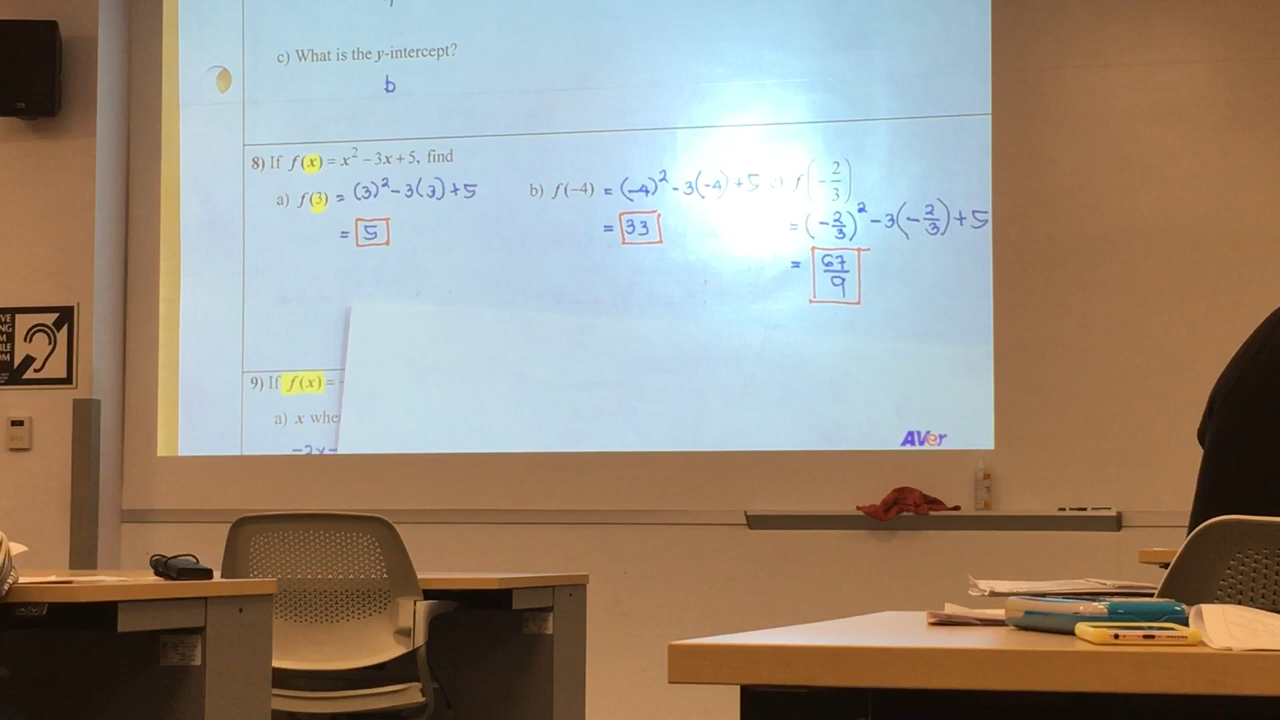 c) What is the y-intercept?
b
8) If f(x) = x² − 3x + 5, find
a) f(3) = (3)² − 3(3) + 5
= 5
b) f(−4) = (−4)² − 3(−4) + 5
= 33
f(−2/3)
= (−2/3)² − 3(−2/3) + 5
= 67/9
9) If f(x) =
a) x whe
−2x−
AVer